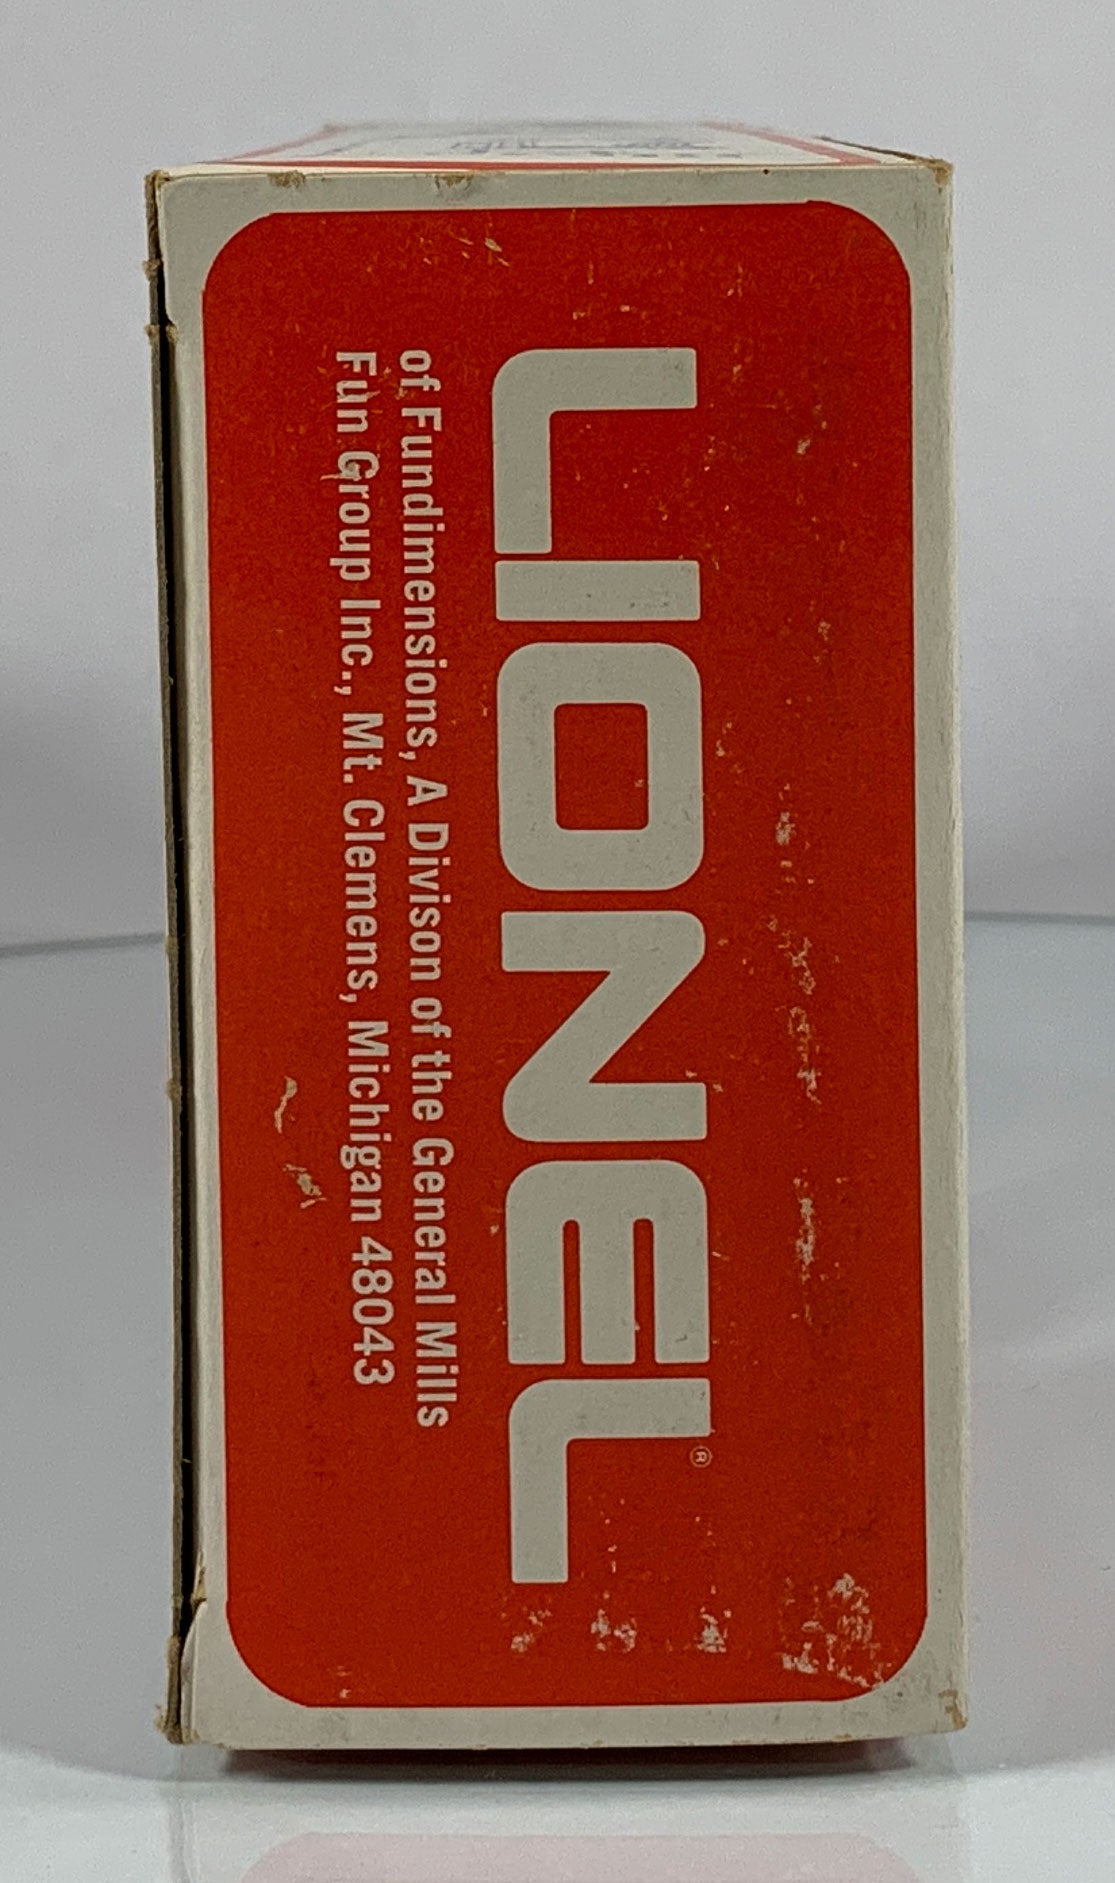 LIONEL®
of Fundimensions, A Divison of the General Mills
Fun Group Inc., Mt. Clemens, Michigan 48043